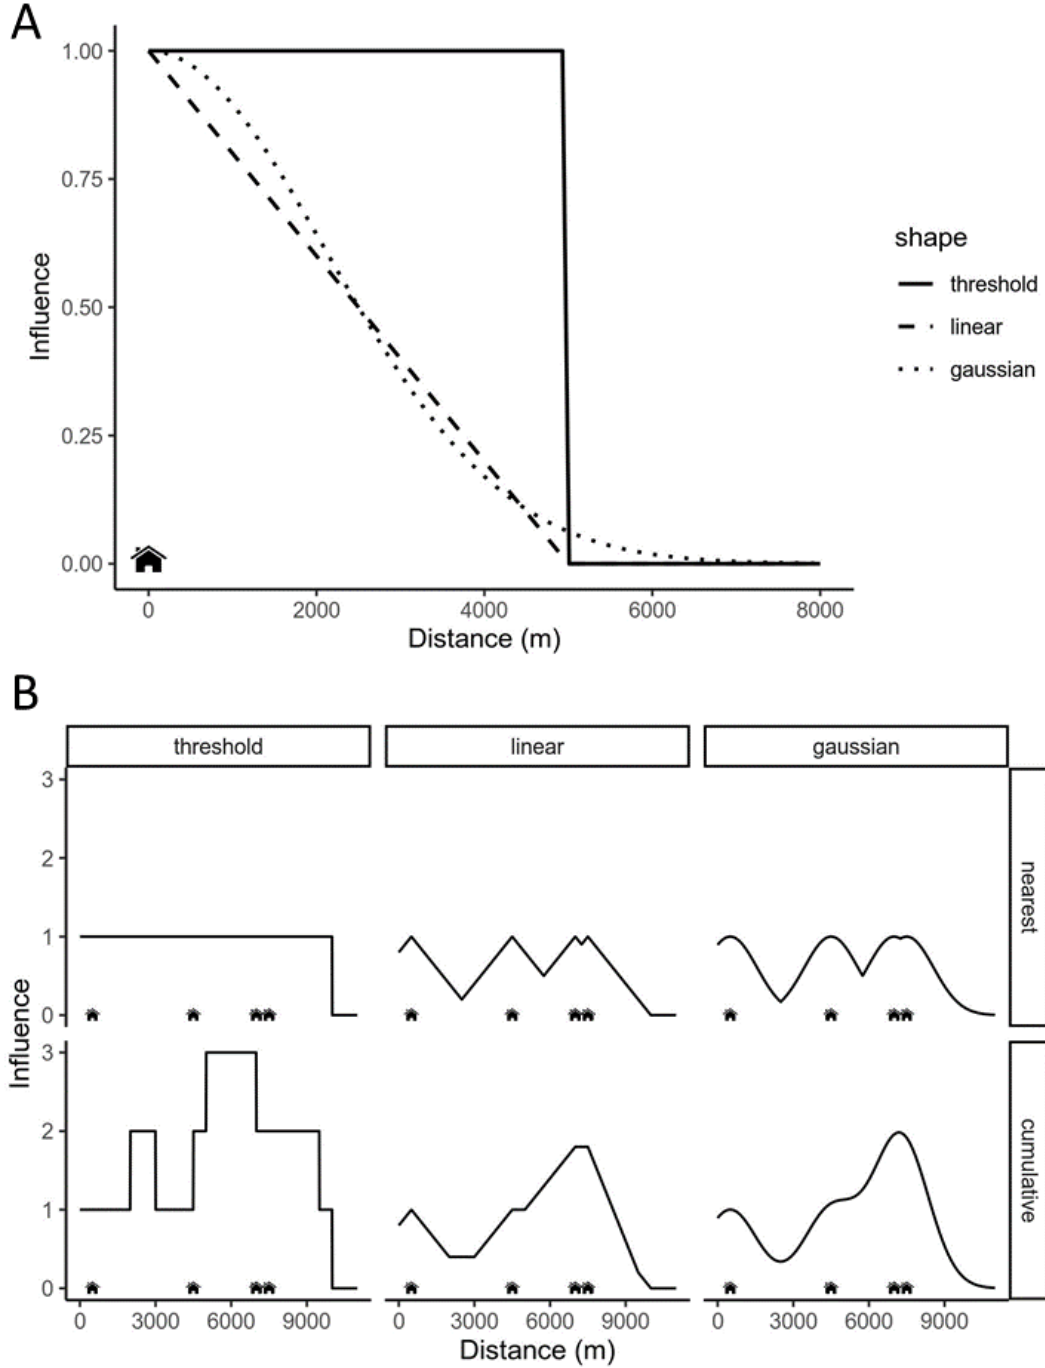 A
1.00
0.75
0.50
0.25
0.00
Influence
0 2000 4000 6000 8000
Distance (m)
shape
threshold
linear
gaussian
B
threshold linear gaussian
3
2
1
0
nearest
3
2
1
0
cumulative
Influence
0 3000 6000 9000 0 3000 6000 9000 0 3000 6000 9000
Distance (m)